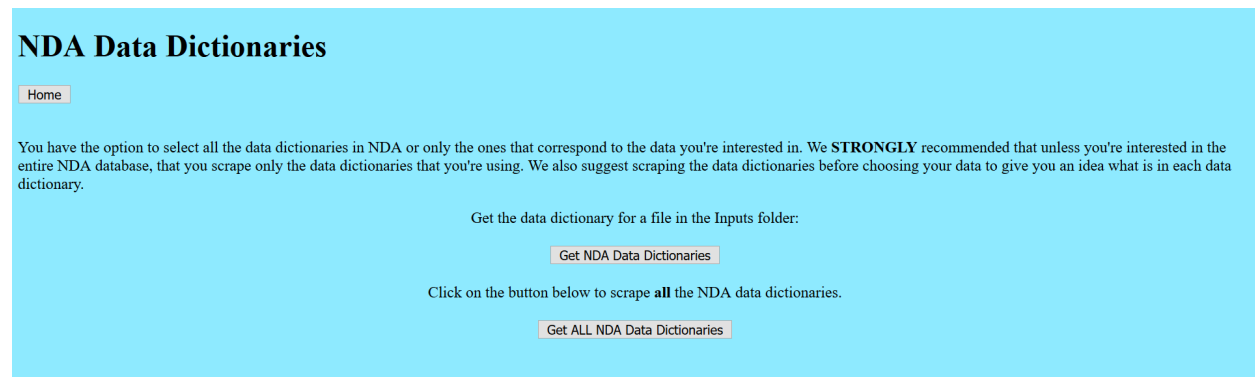 NDA Data Dictionaries
Home
You have the option to select all the data dictionaries in NDA or only the ones that correspond to the data you're interested in. We STRONGLY recommended that unless you're interested in the
entire NDA database, that you scrape only the data dictionaries that you're using. We also suggest scraping the data dictionaries before choosing your data to give you an idea what is in each data
dictionary.
Get the data dictionary for a file in the Inputs folder:
Get NDA Data Dictionaries
Click on the button below to scrape all the NDA data dictionaries.
Get ALL NDA Data Dictionaries